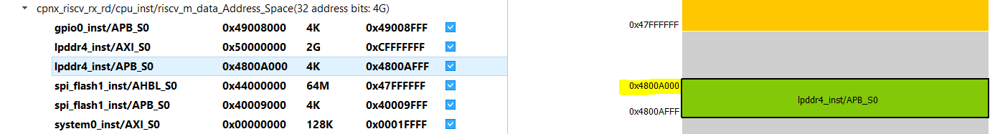 cpnx_riscv_rx_rd/cpu_inst/riscv_m_data_Address_Space(32 address bits: 4G)
gpio0_inst/APB_S0 0x49008000 4K 0x49008FFF
lpddr4_inst/AXI_S0 0x50000000 2G 0xCFFFFFFF
lpddr4_inst/APB_S0 0x4800A000 4K 0x4800AFFF
spi_flash1_inst/AHBL_S0 0x44000000 64M 0x47FFFFFF
spi_flash1_inst/APB_S0 0x40009000 4K 0x40009FFF
system0_inst/AXI_S0 0x00000000 128K 0x0001FFFF
0x47FFFFFF
0x4800A000
lpddr4_inst/APB_S0
0x4800AFFF